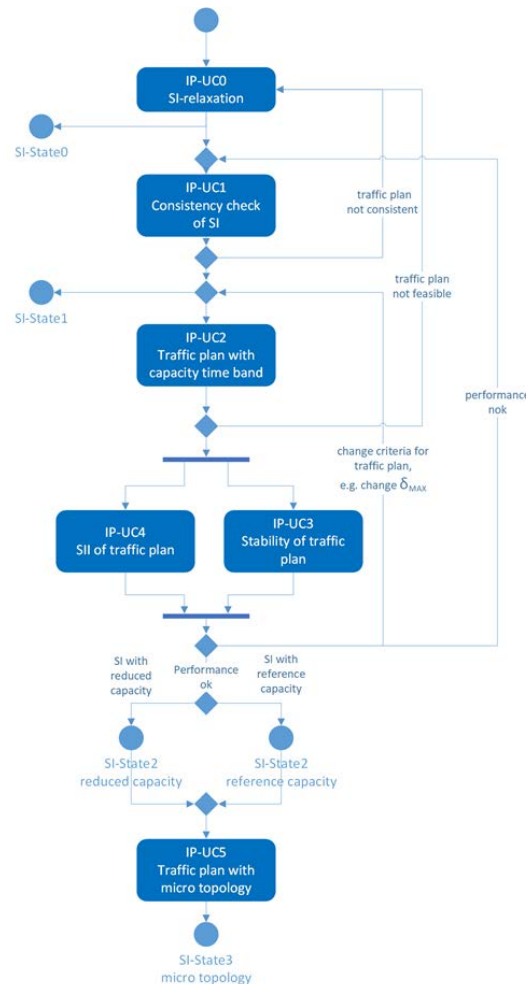 IP-UC0
SI-relaxation
SI-State0
IP-UC1
Consistency check
of SI
traffic plan
not consistent
traffic plan
not feasible
SI-State1
IP-UC2
Traffic plan with
capacity time band
performance
nok
change criteria for
traffic plan,
e.g. change δMAX
IP-UC4
SII of traffic plan
IP-UC3
Stability of traffic
plan
SI with
reduced
capacity)
Performance
ok
SI with
reference
capacity
SI-State2
reduced capacity)
SI-State2
reference capacity)
IP-UC5
Traffic plan with
micro topology
SI-State3
micro topology